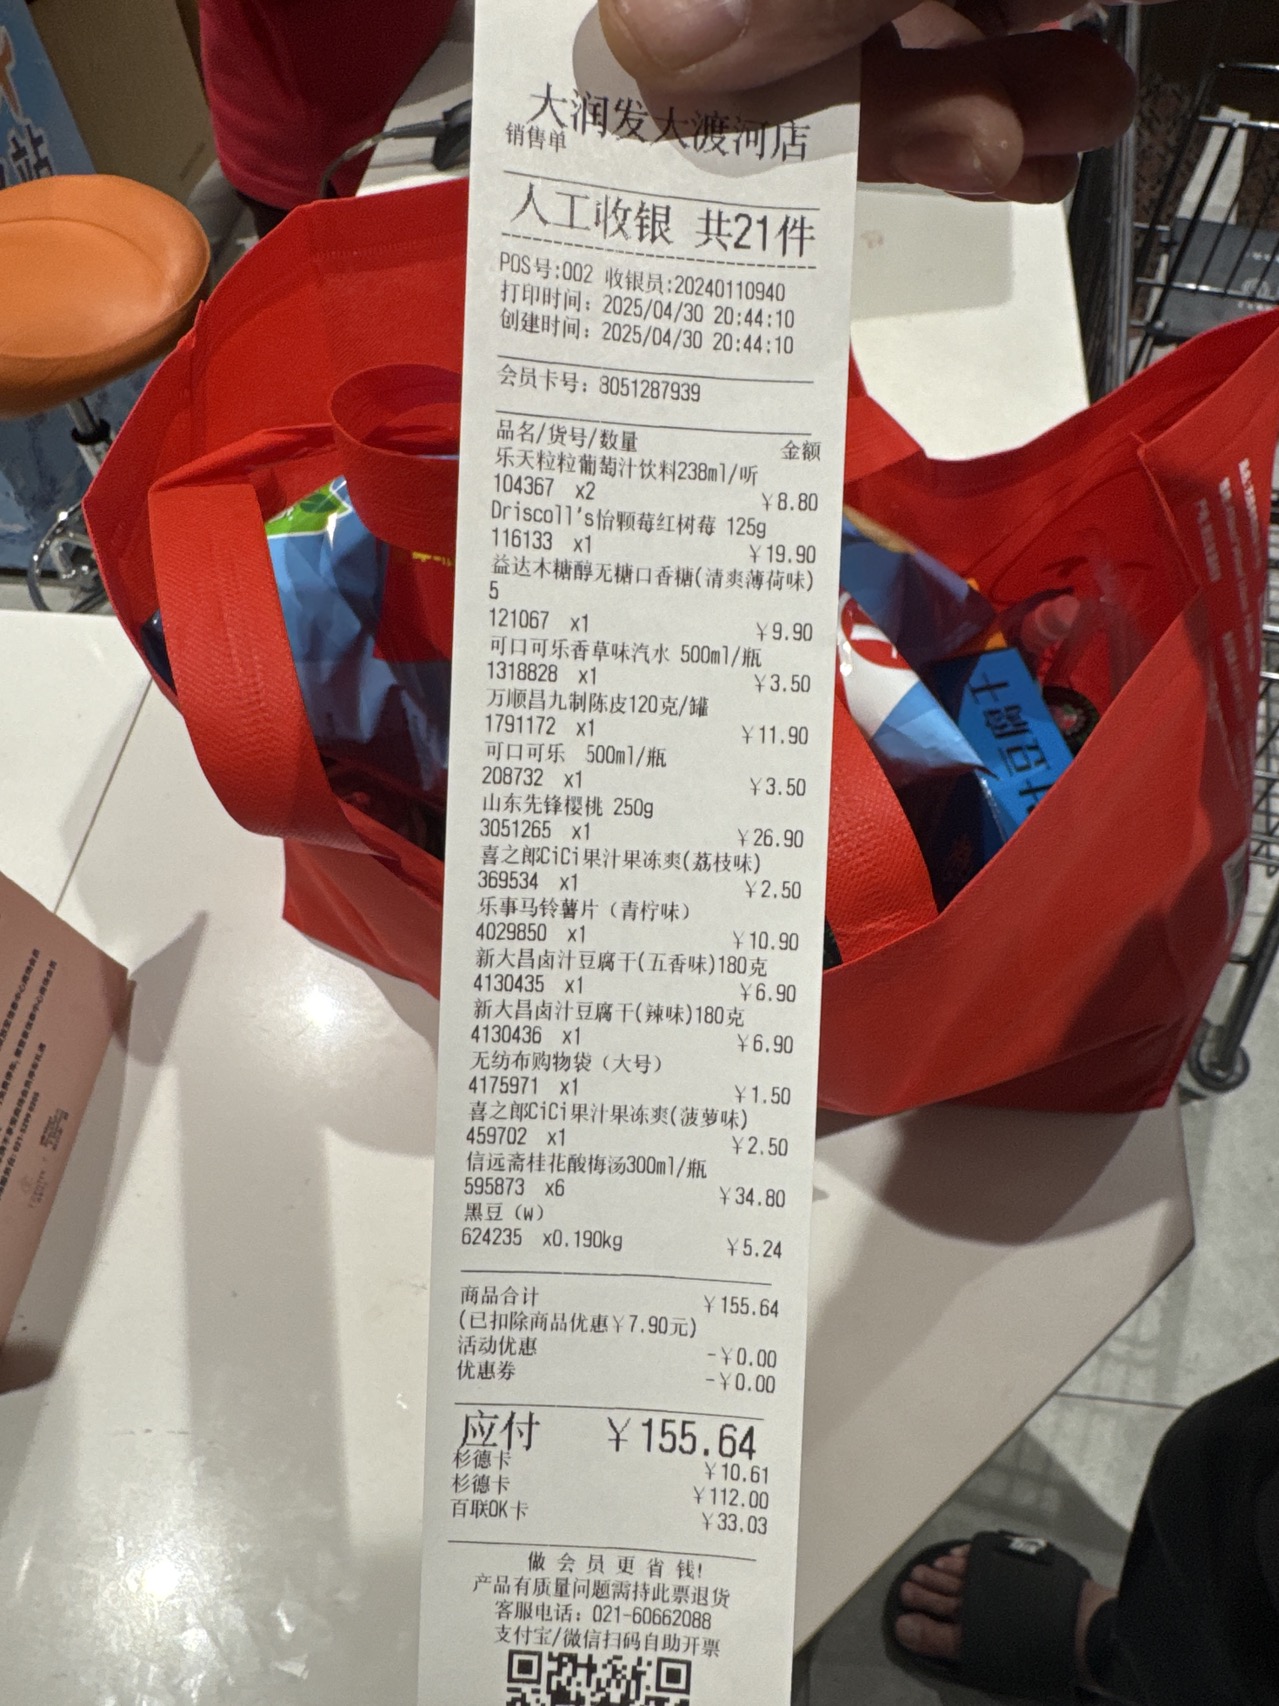 大润发大渡河店
销售单
人工收银 共21件
POS号:002 收银员:20240110940
打印时间: 2025/04/30 20:44:10
创建时间: 2025/04/30 20:44:10
会员卡号: 8051287939
品名/货号/数量 金额
乐天粒粒葡萄汁饮料238ml/听
104367 x2 ¥8.80
Driscoll's怡颗莓红树莓 125g
116133 x1 ¥19.90
益达木糖醇无糖口香糖(清爽薄荷味)
5
121067 x1 ¥9.90
可口可乐香草味汽水 500ml/瓶
1318828 x1 ¥3.50
万顺昌九制陈皮120克/罐
1791172 x1 ¥11.90
可口可乐 500ml/瓶
208732 x1 ¥3.50
山东先锋樱桃 250g
3051265 x1 ¥26.90
喜之郎CiCi果汁果冻爽(荔枝味)
369534 x1 ¥2.50
乐事马铃薯片（青柠味）
4029850 x1 ¥10.90
新大昌卤汁豆腐干(五香味)180克
4130435 x1 ¥6.90
新大昌卤汁豆腐干(辣味)180克
4130436 x1 ¥6.90
无纺布购物袋（大号）
4175971 x1 ¥1.50
喜之郎CiCi果汁果冻爽(菠萝味)
459702 x1 ¥2.50
信远斋桂花酸梅汤300ml/瓶
595873 x6 ¥34.80
黑豆（W）
624235 x0.190kg ¥5.24
商品合计 ¥155.64
(已扣除商品优惠¥7.90元)
活动优惠 -¥0.00
优惠券 -¥0.00
应付 ¥155.64
杉德卡 ¥10.61
杉德卡 ¥112.00
百联OK卡 ¥33.03
做 会 员 更 省 钱!
产品有质量问题需持此票退货
客服电话: 021-60662088
支付宝/微信扫码自助开票